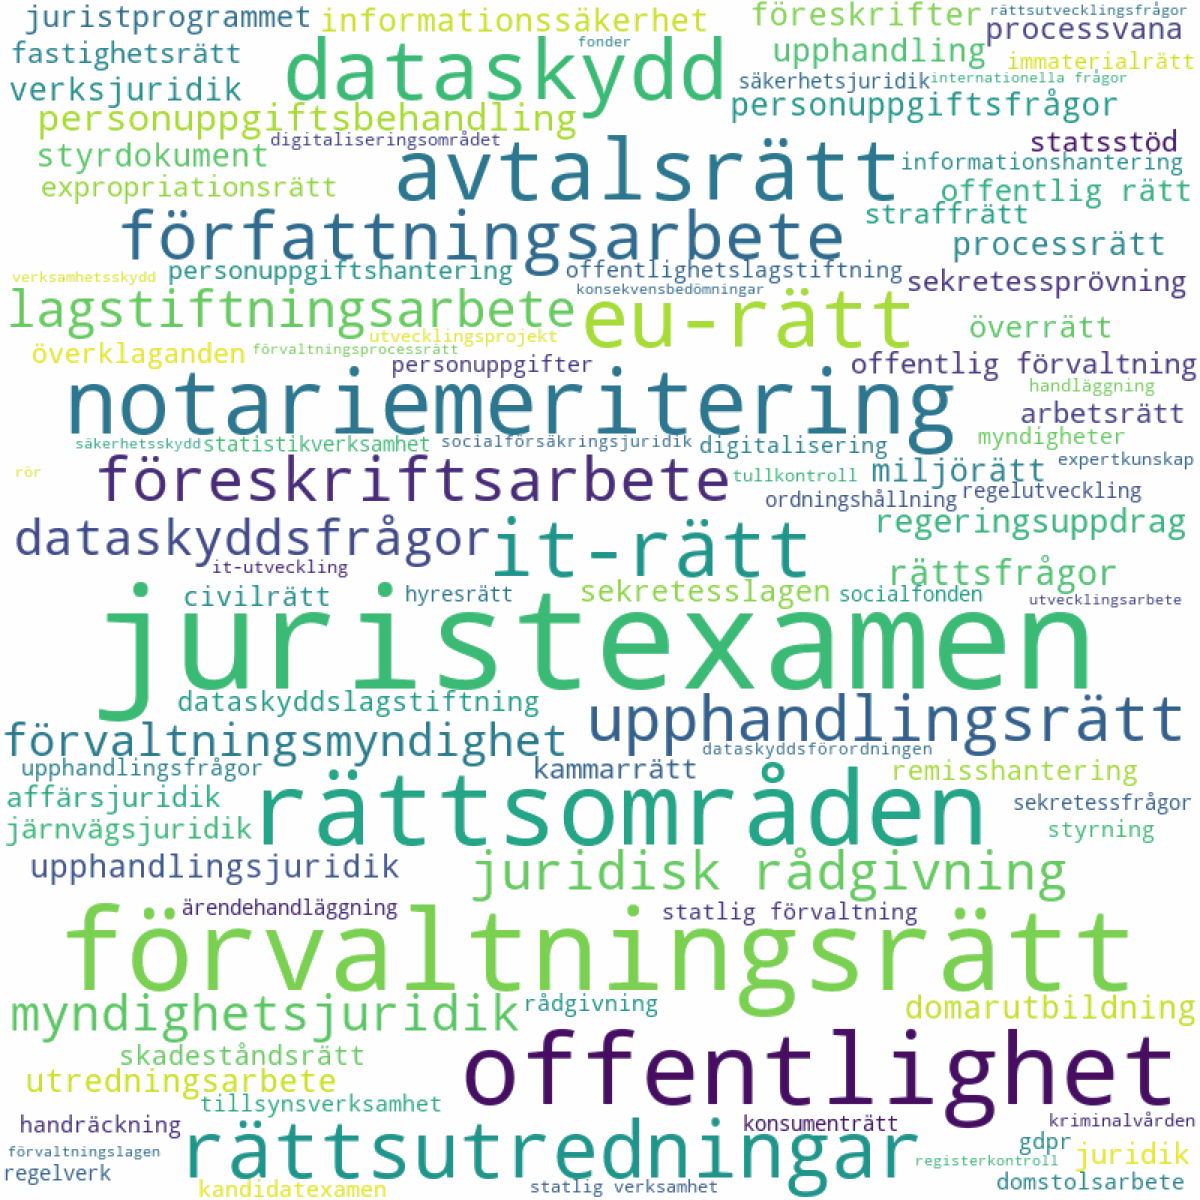 juristprogrammet
informationssäkerhet
föreskrifter
rättsutvecklingsfrågor
processvana
fastighetsrätt
dataskydd
fonder
upphandling
immaterialrätt
verksjuridik
säkerhetsjuridik
internationella frågor
personuppgiftsbehandling
personuppgiftsfrågor
digitaliseringsområdet
statsstöd
styrdokument
avtalsrätt
informationshantering
expropriationsrätt
offentlig rätt
författningsarbete
straffrätt
processrätt
verksamhetsskydd
personuppgiftshantering
offentlighetslagstiftning
sekretessprövning
konsekvensbedömningar
lagstiftningsarbete
eu-rätt
överrätt
utvecklingsprojekt
överklaganden
förvaltningsprocessrätt
personuppgifter
offentlig förvaltning
notariemeritering
handläggning
arbetsrätt
säkerhetsskydd
statistikverksamhet
socialförsäkringsjuridik
digitalisering
myndigheter
rör
föreskriftsarbete
tullkontroll
miljörätt
expertkunskap
ordningshållning
regelutveckling
dataskyddsfrågor
it-rätt
regeringsuppdrag
it-utveckling
rättsfrågor
civilrätt
hyresrätt
sekretesslagen
socialfonden
utvecklingsarbete
juristexamen
dataskyddslagstiftning
upphandlingsrätt
förvaltningsmyndighet
dataskyddsförordningen
upphandlingsfrågor
kammarrätt
remisshantering
affärsjuridik
rättsområden
sekretessfrågor
järnvägsjuridik
styrning
upphandlingsjuridik
juridisk rådgivning
ärendehandläggning
statlig förvaltning
förvaltningsrätt
myndighetsjuridik
rådgivning
domarutbildning
skadeståndsrätt
offentlighet
utredningsarbete
tillsynsverksamhet
handräckning
rättsutredningar
konsumenträtt
kriminalvården
gdpr
förvaltningslagen
juridik
registerkontroll
regelverk
kandidatexamen
statlig verksamhet
domstolsarbete